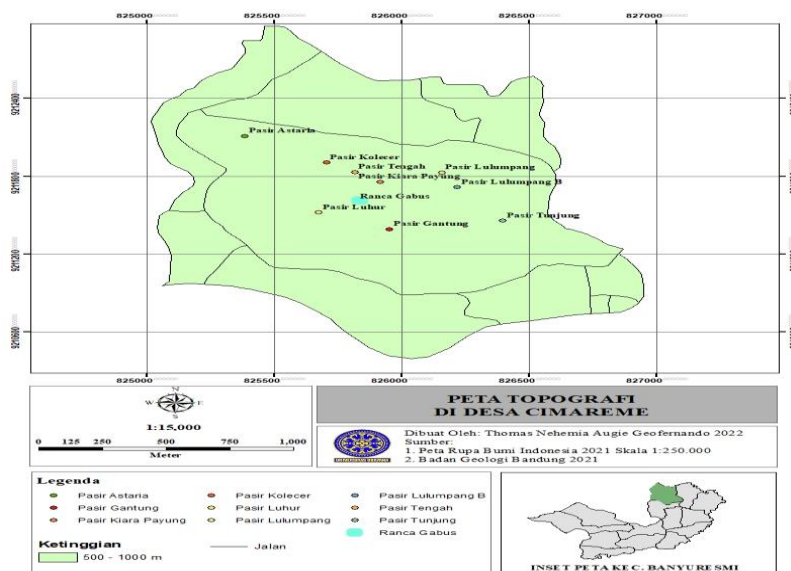 825000 825500 826000 826500 827000
9212400
Pasir Astaria
Pasir Kolecer
Pasir Tengah
Pasir Lulumpang
9211800
Pasir Kiara Payung
Pasir Lulumpang B
Ranca Gabus
Pasir Luhur
Pasir Tunjung
Pasir Gantung
9211200
9210600
825000 825500 826000 826500 827000
N
W E
S
1:15,000
0 125 250 500 750 1,000
Meter
PETA TOPOGRAFI
DI DESA CIMAREME
Dibuat Oleh: Thomas Nehemia Augie Geofernando 2022
Sumber:
1. Peta Rupa Bumi Indonesia 2021 Skala 1:250.000
2. Badan Geologi Bandung 2021
Legenda
Pasir Astaria
Pasir Gantung
Pasir Kiara Payung
Pasir Kolecer
Pasir Luhur
Pasir Lulumpang
Pasir Lulumpang B
Pasir Tengah
Pasir Tunjung
Ranca Gabus
Ketinggian
500 - 1000 m
Jalan
INSET PETA KEC. BANYURESMI